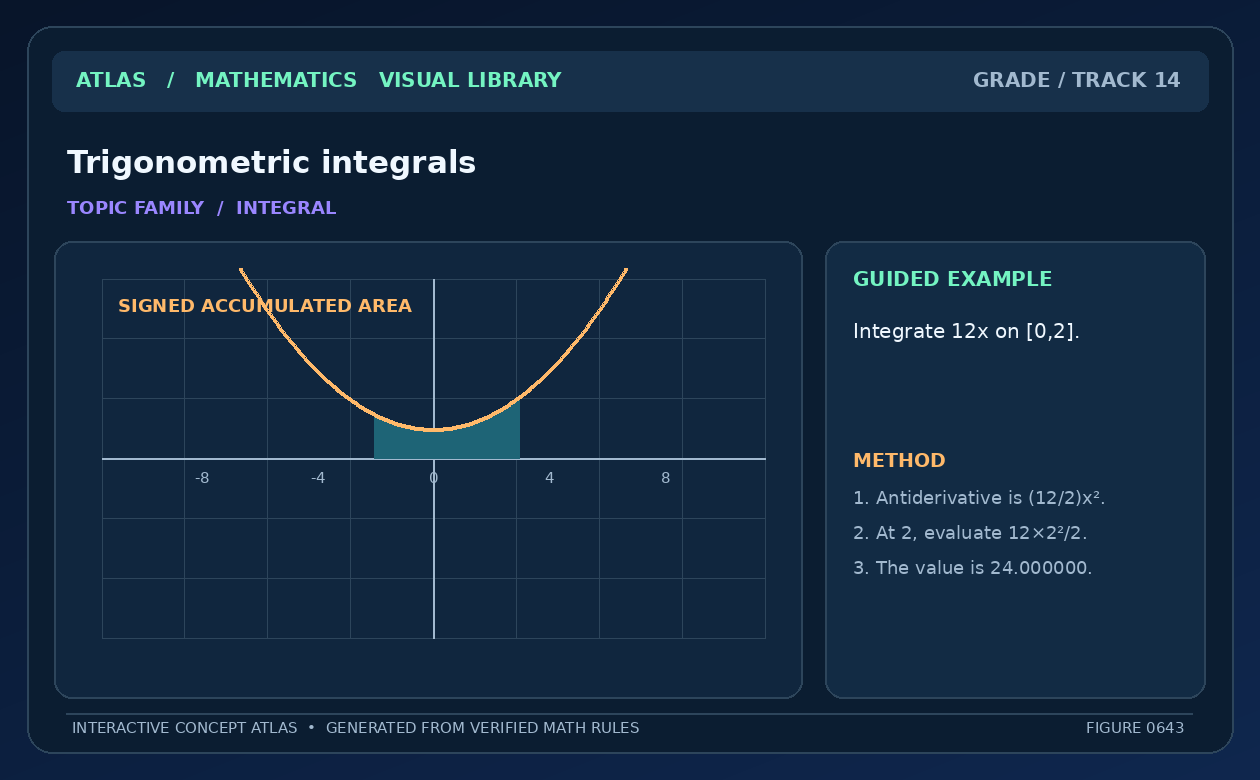 ATLAS / MATHEMATICS VISUAL LIBRARY
GRADE / TRACK 14
Trigonometric integrals
TOPIC FAMILY / INTEGRAL
SIGNED ACCUMULATED AREA
-8 -4 0 4 8
GUIDED EXAMPLE
Integrate 12x on [0,2].
METHOD
1. Antiderivative is (12/2)x².
2. At 2, evaluate 12×2²/2.
3. The value is 24.000000.
INTERACTIVE CONCEPT ATLAS • GENERATED FROM VERIFIED MATH RULES
FIGURE 0643